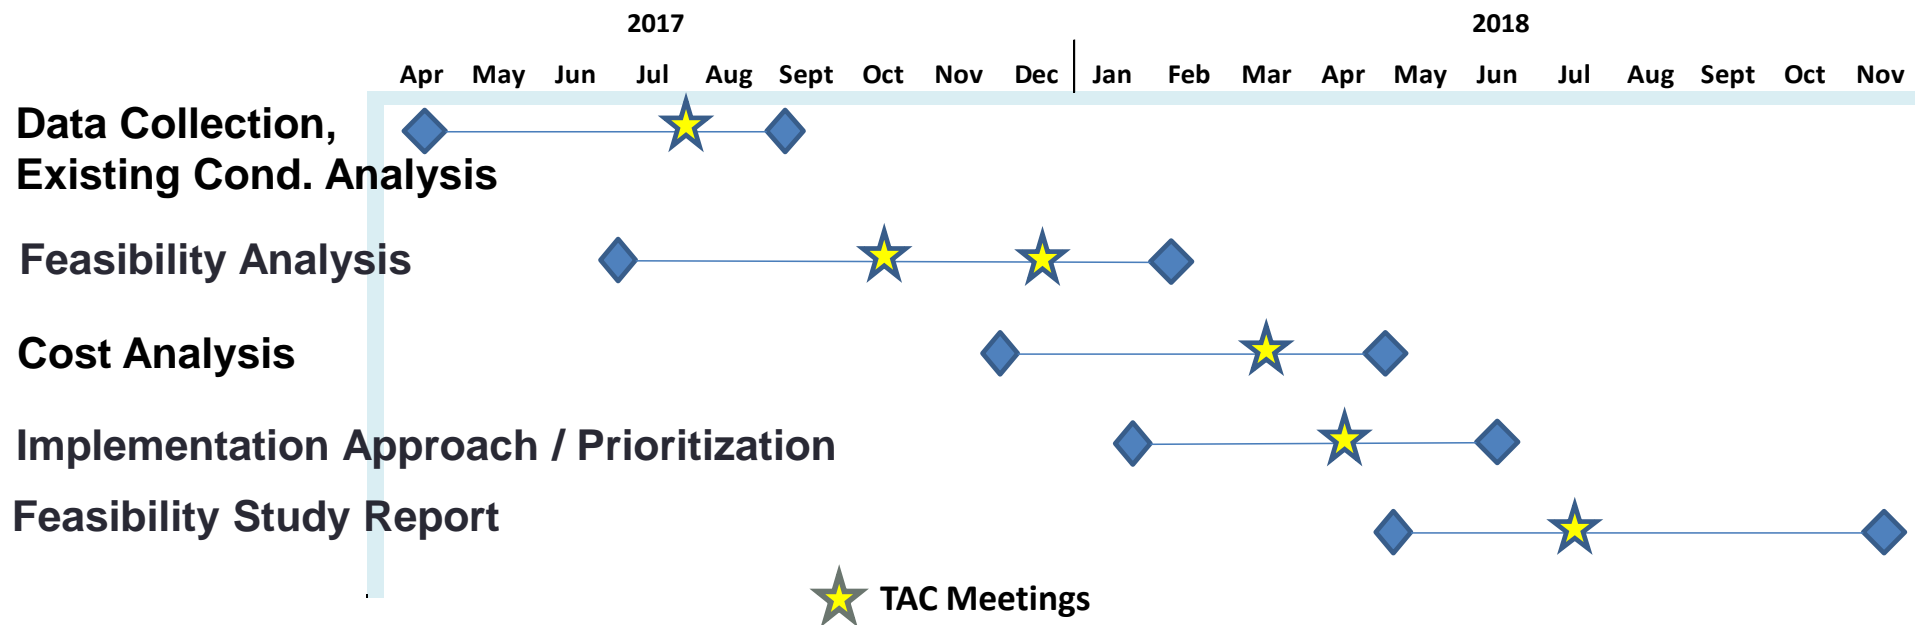 2017 2018
Apr May Jun Jul Aug Sept Oct Nov Dec Jan Feb Mar Apr May Jun Jul Aug Sept Oct Nov
Data Collection,
Existing Cond. Analysis
Feasibility Analysis
Cost Analysis
Implementation Approach / Prioritization
Feasibility Study Report
TAC Meetings